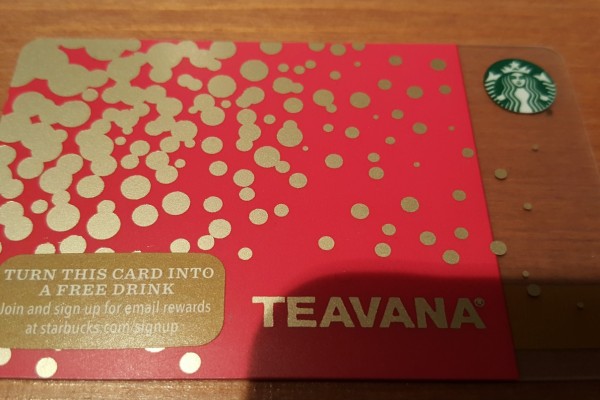 TURN THIS CARD INTO
A FREE DRINK
Join and sign up for email rewards
at starbucks.com/signup
TEAVANA®